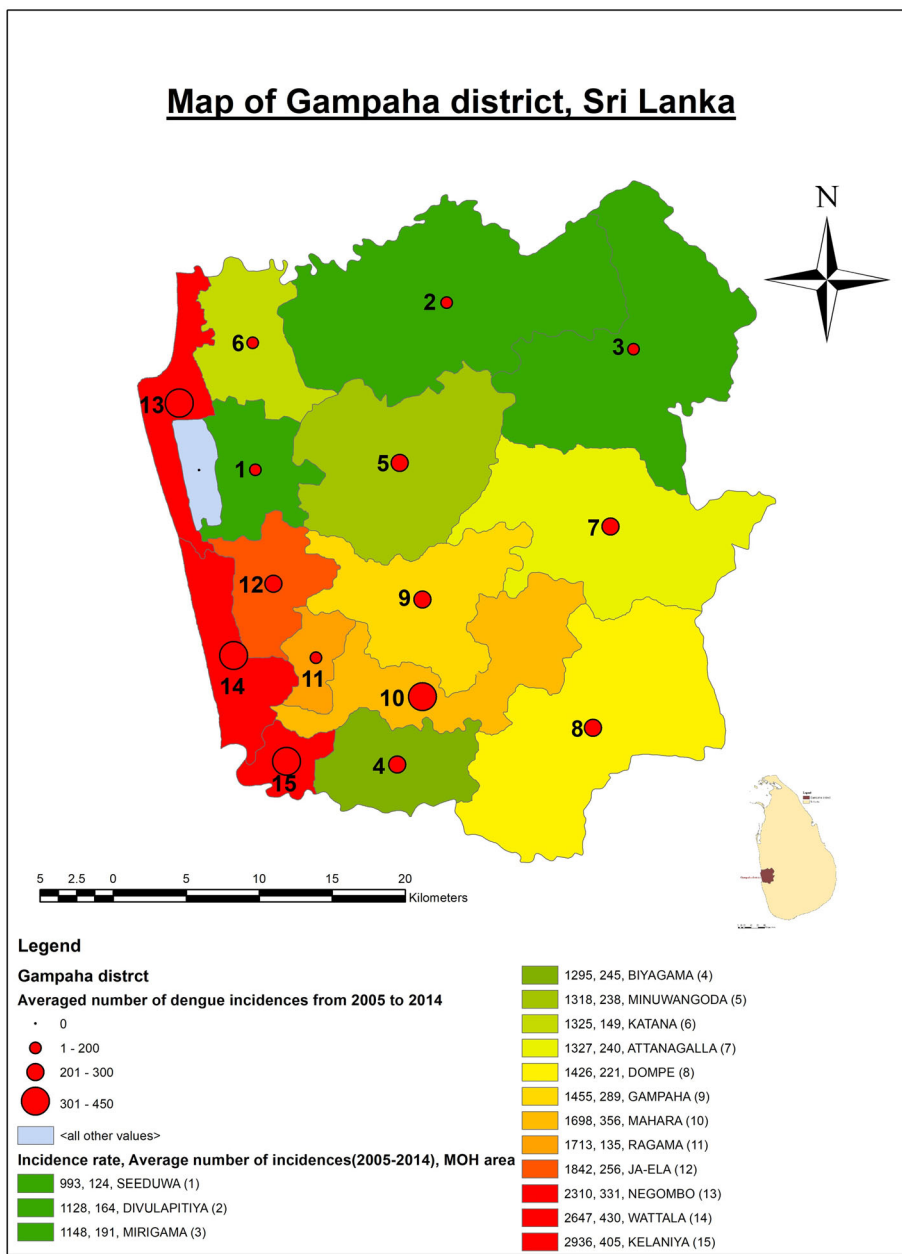 Map of Gampaha district, Sri Lanka
N
2
3
6
13
1
5
7
12
9
14
11
10
8
15
4
5 2.5 0 5 10 15 20
Kilometers
Legend
Gampaha distrct
Averaged number of dengue incidences from 2005 to 2014
0
1 - 200
201 - 300
301 - 450
<all other values>
Incidence rate, Average number of incidences(2005-2014), MOH area
993, 124, SEEDUWA (1)
1128, 164, DIVULAPITIYA (2)
1148, 191, MIRIGAMA (3)
1295, 245, BIYAGAMA (4)
1318, 238, MINUWANGODA (5)
1325, 149, KATANA (6)
1327, 240, ATTANAGALLA (7)
1426, 221, DOMPE (8)
1455, 289, GAMPAHA (9)
1698, 356, MAHARA (10)
1713, 135, RAGAMA (11)
1842, 256, JA-ELA (12)
2310, 331, NEGOMBO (13)
2647, 430, WATTALA (14)
2936, 405, KELANIYA (15)